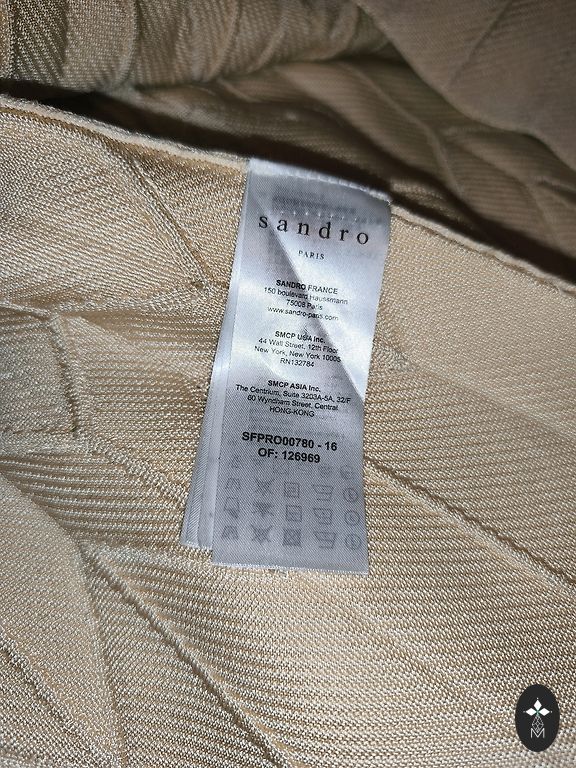 sandro
PARIS
SANDRO FRANCE
150 boulevard Haussmann
75008 Paris
www.sandro-paris.com
SMCP USA Inc.
44 Wall Street, 12th Floor
New York, New York 10005
RN132784
SMCP ASIA Inc.
The Centrium, Suite 3203A-5A, 32/F
60 Wyndham Street, Central
HONG-KONG
SFPRO00780 - 16
OF: 126969
M